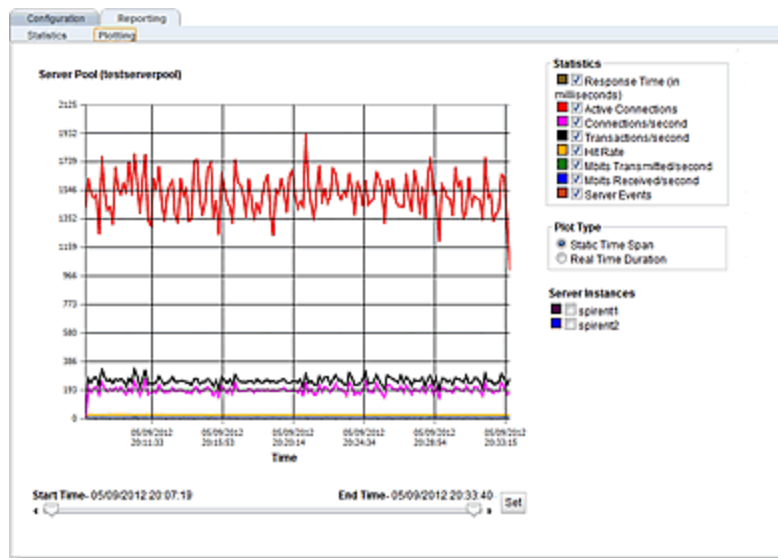 Configuration Reporting
Statistics Plotting
Server Pool (testserverpool)
2125
1932
1739
1546
1352
1159
966
773
580
386
193
0
05/09/2012 05/09/2012 05/09/2012 05/09/2012 05/09/2012 05/09/2012
20:11:33 20:15:53 20:20:14 20:24:34 20:28:54 20:33:15
Time
Start Time- 05/09/2012 20:07:19 End Time- 05/09/2012 20:33:40 Set
Statistics
Response Time (in
milliseconds)
Active Connections
Connections/second
Transactions/second
Hit Rate
Mbits Transmitted/second
Mbits Received/second
Server Events
Plot Type
Static Time Span
Real Time Duration
Server Instances
spirent1
spirent2